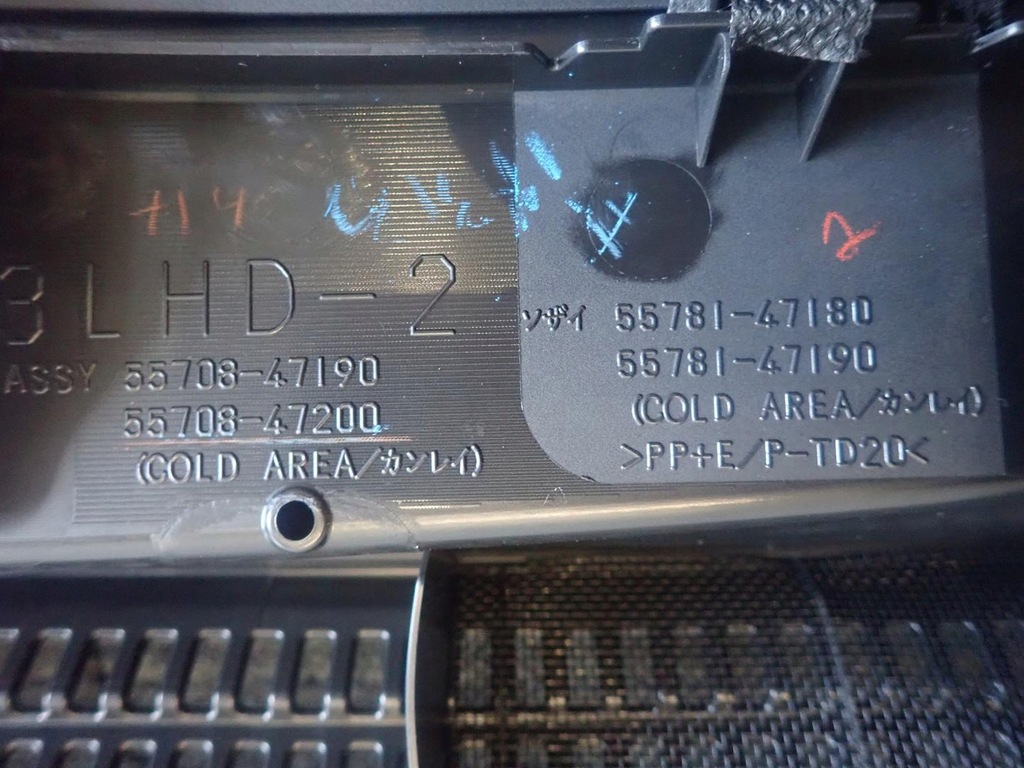 3LHD-2
ASSY 55708-47190
55708-47200
(COLD AREA/カンレイ)
ソザイ 55781-47180
55781-47190
(COLD AREA/カンレイ)
>PP+E/P-TD20<
2